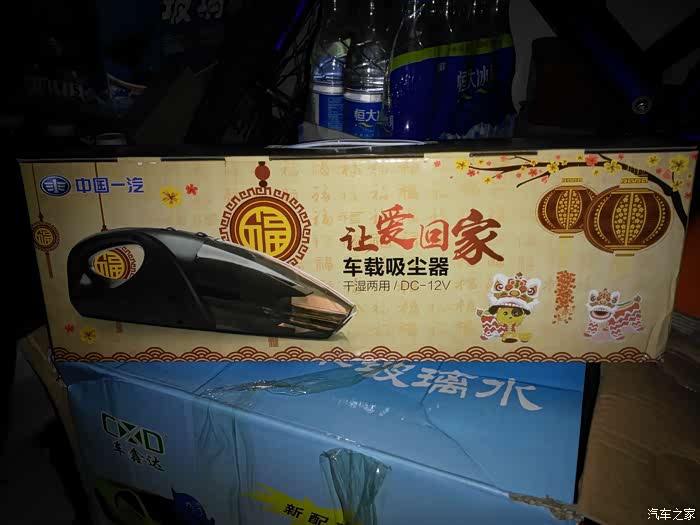 恒大冰
中国一汽
福
让爱回家
车载吸尘器
干湿两用 / DC-12V
玻璃水
CXD
车鑫达
新配
汽车之家